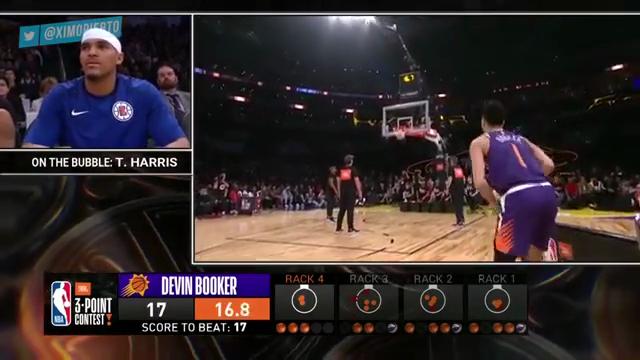 @XIMOPIERTO
ON THE BUBBLE: T. HARRIS
1
RACK 4
RACK 3
RACK 2
RACK 1
JBL
3-POINT
CONTEST
NBA
DEVIN BOOKER
17
16.8
SCORE TO BEAT: 17